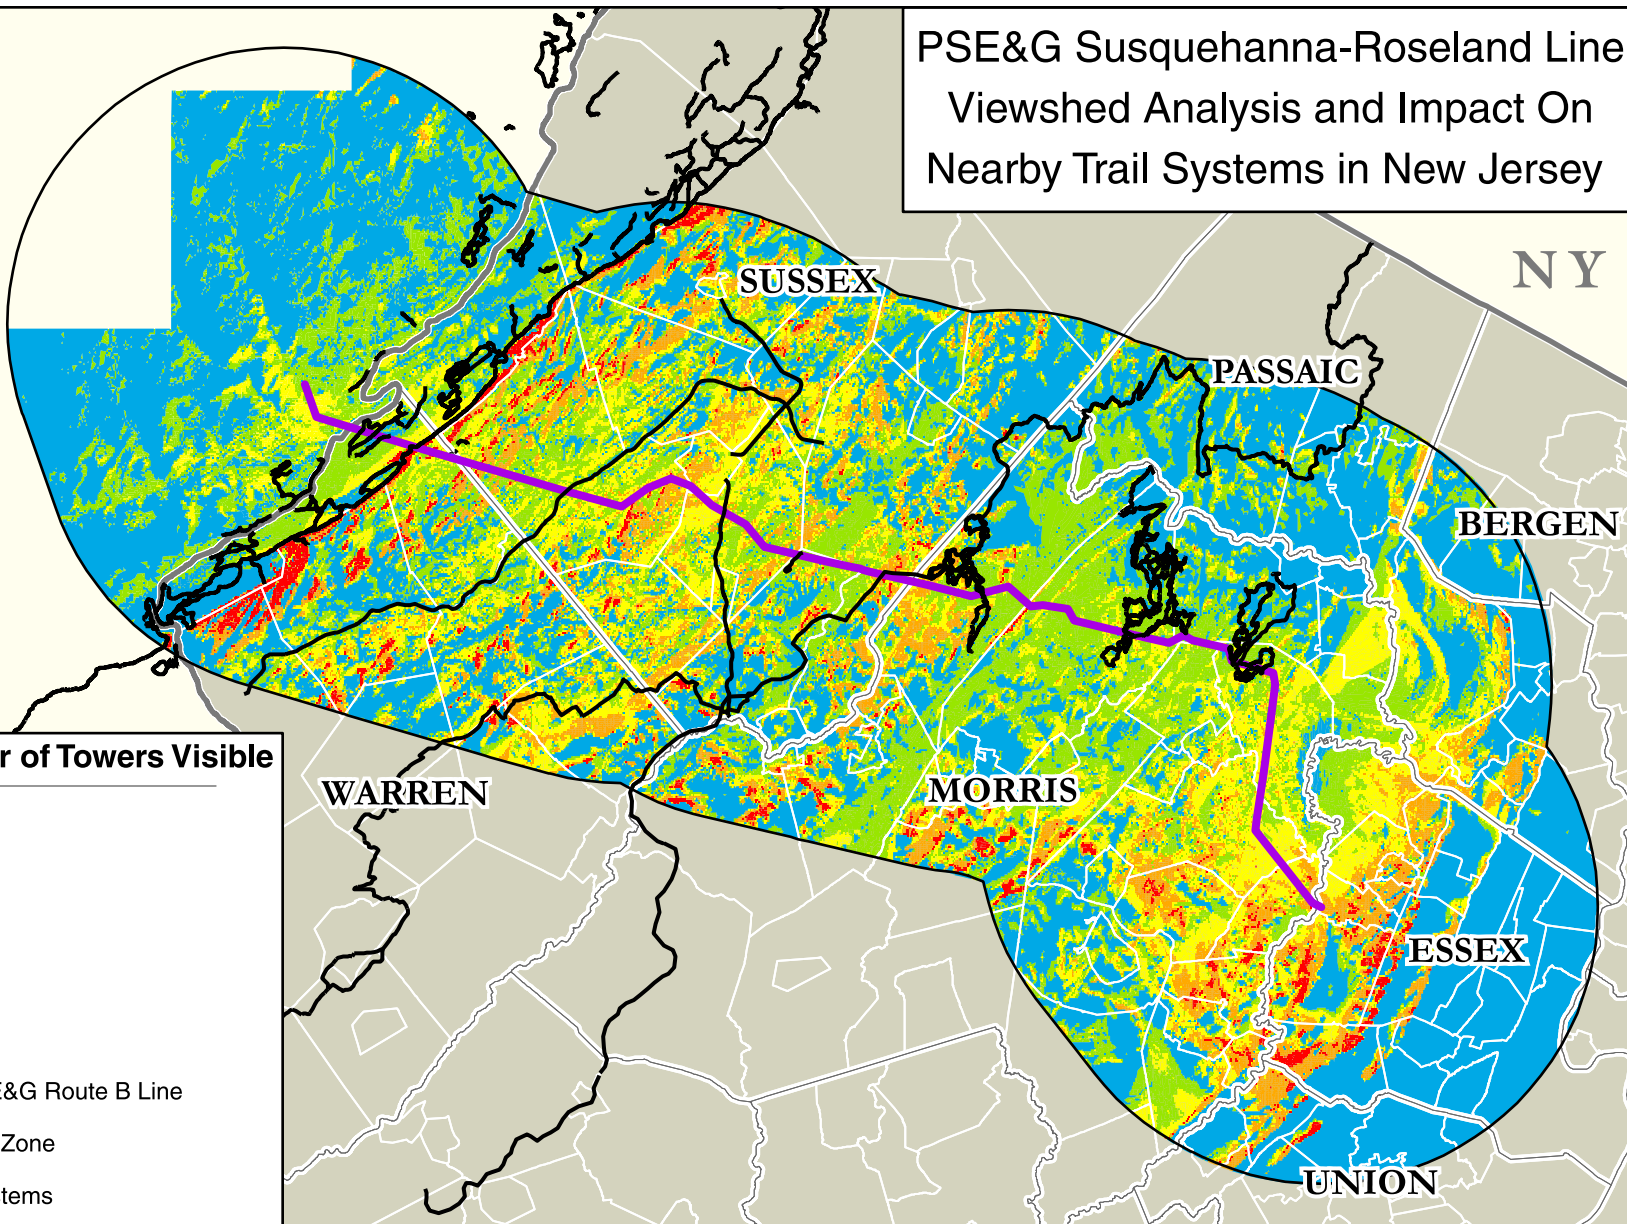 PSE&G Susquehanna-Roseland Line
Viewshed Analysis and Impact On
Nearby Trail Systems in New Jersey
NY
SUSSEX
PASSAIC
BERGEN
r of Towers Visible
WARREN
MORRIS
ESSEX
E&G Route B Line
Zone
tems
UNION